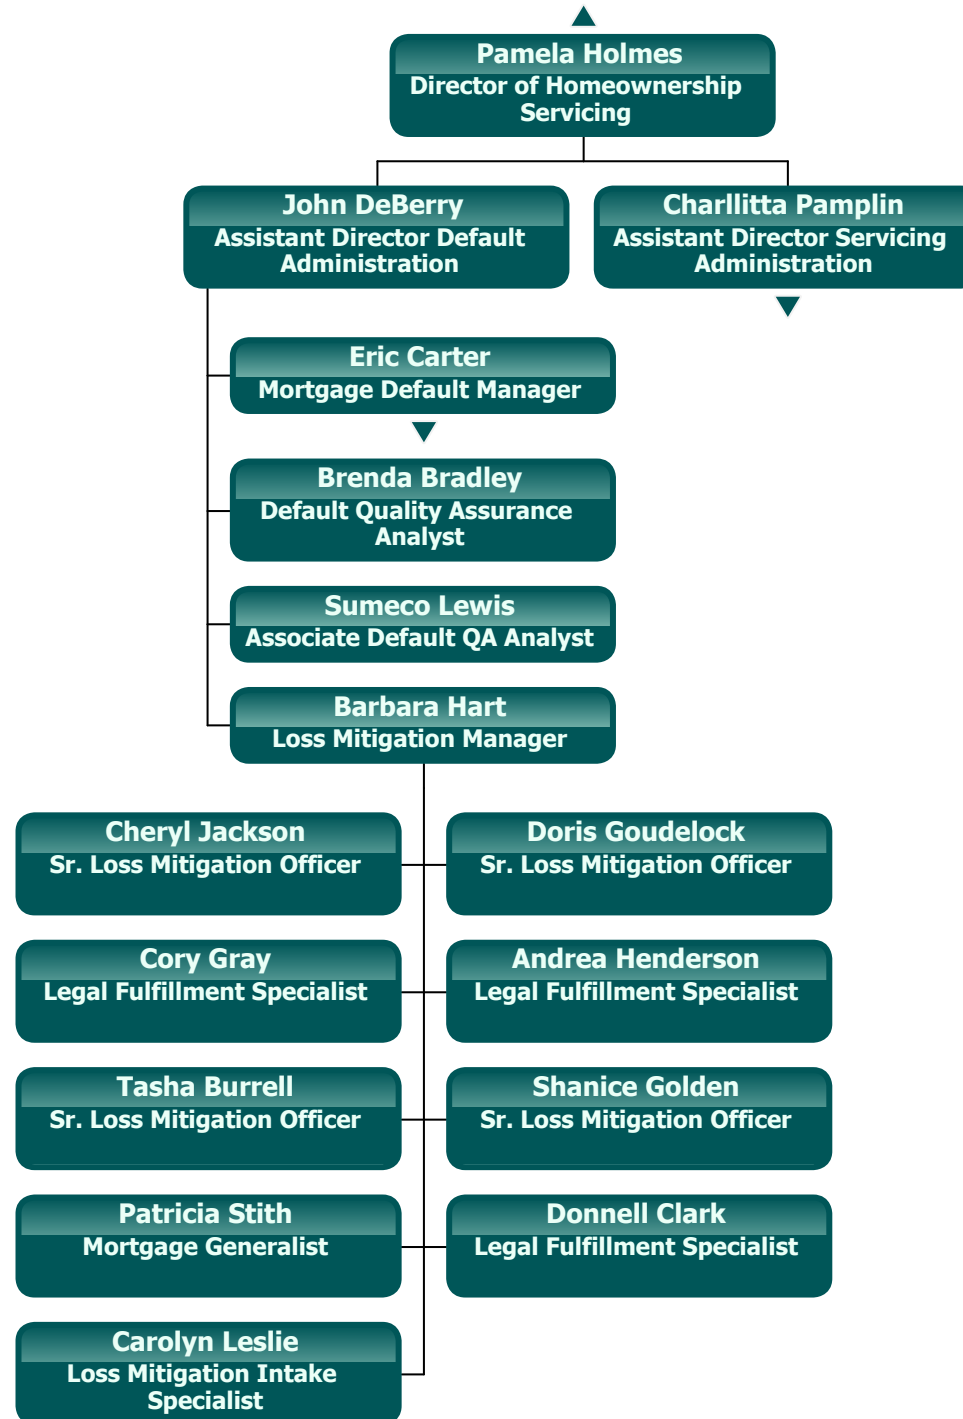 Pamela Holmes
Director of Homeownership
Servicing
John DeBerry
Assistant Director Default
Administration
Charllitta Pamplin
Assistant Director Servicing
Administration
Eric Carter
Mortgage Default Manager
Brenda Bradley
Default Quality Assurance
Analyst
Sumeco Lewis
Associate Default QA Analyst
Barbara Hart
Loss Mitigation Manager
Cheryl Jackson
Sr. Loss Mitigation Officer
Doris Goudelock
Sr. Loss Mitigation Officer
Cory Gray
Legal Fulfillment Specialist
Andrea Henderson
Legal Fulfillment Specialist
Tasha Burrell
Sr. Loss Mitigation Officer
Shanice Golden
Sr. Loss Mitigation Officer
Patricia Stith
Mortgage Generalist
Donnell Clark
Legal Fulfillment Specialist
Carolyn Leslie
Loss Mitigation Intake
Specialist